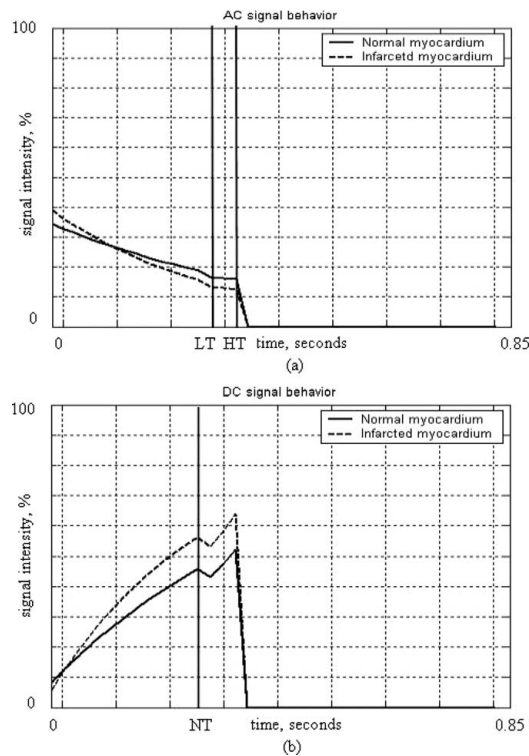 AC signal behavior
100
Normal myocardium
Infarcetd myocardium
signal intensity, %
0
0 LT HT time, seconds 0.85
(a)
DC signal behavior
100
Normal myocardium
Infarcted myocardium
signal intensity, %
0
0 NT time, seconds 0.85
(b)